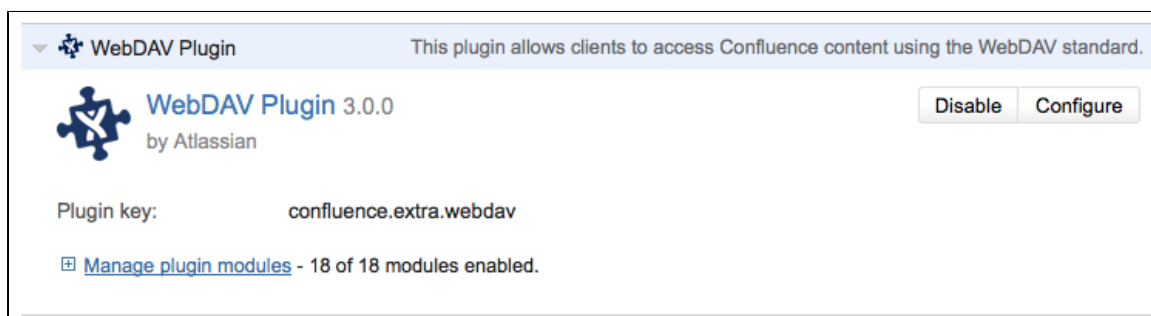 WebDAV Plugin This plugin allows clients to access Confluence content using the WebDAV standard.
WebDAV Plugin 3.0.0 Disable Configure
by Atlassian
Plugin key: confluence.extra.webdav
Manage plugin modules - 18 of 18 modules enabled.